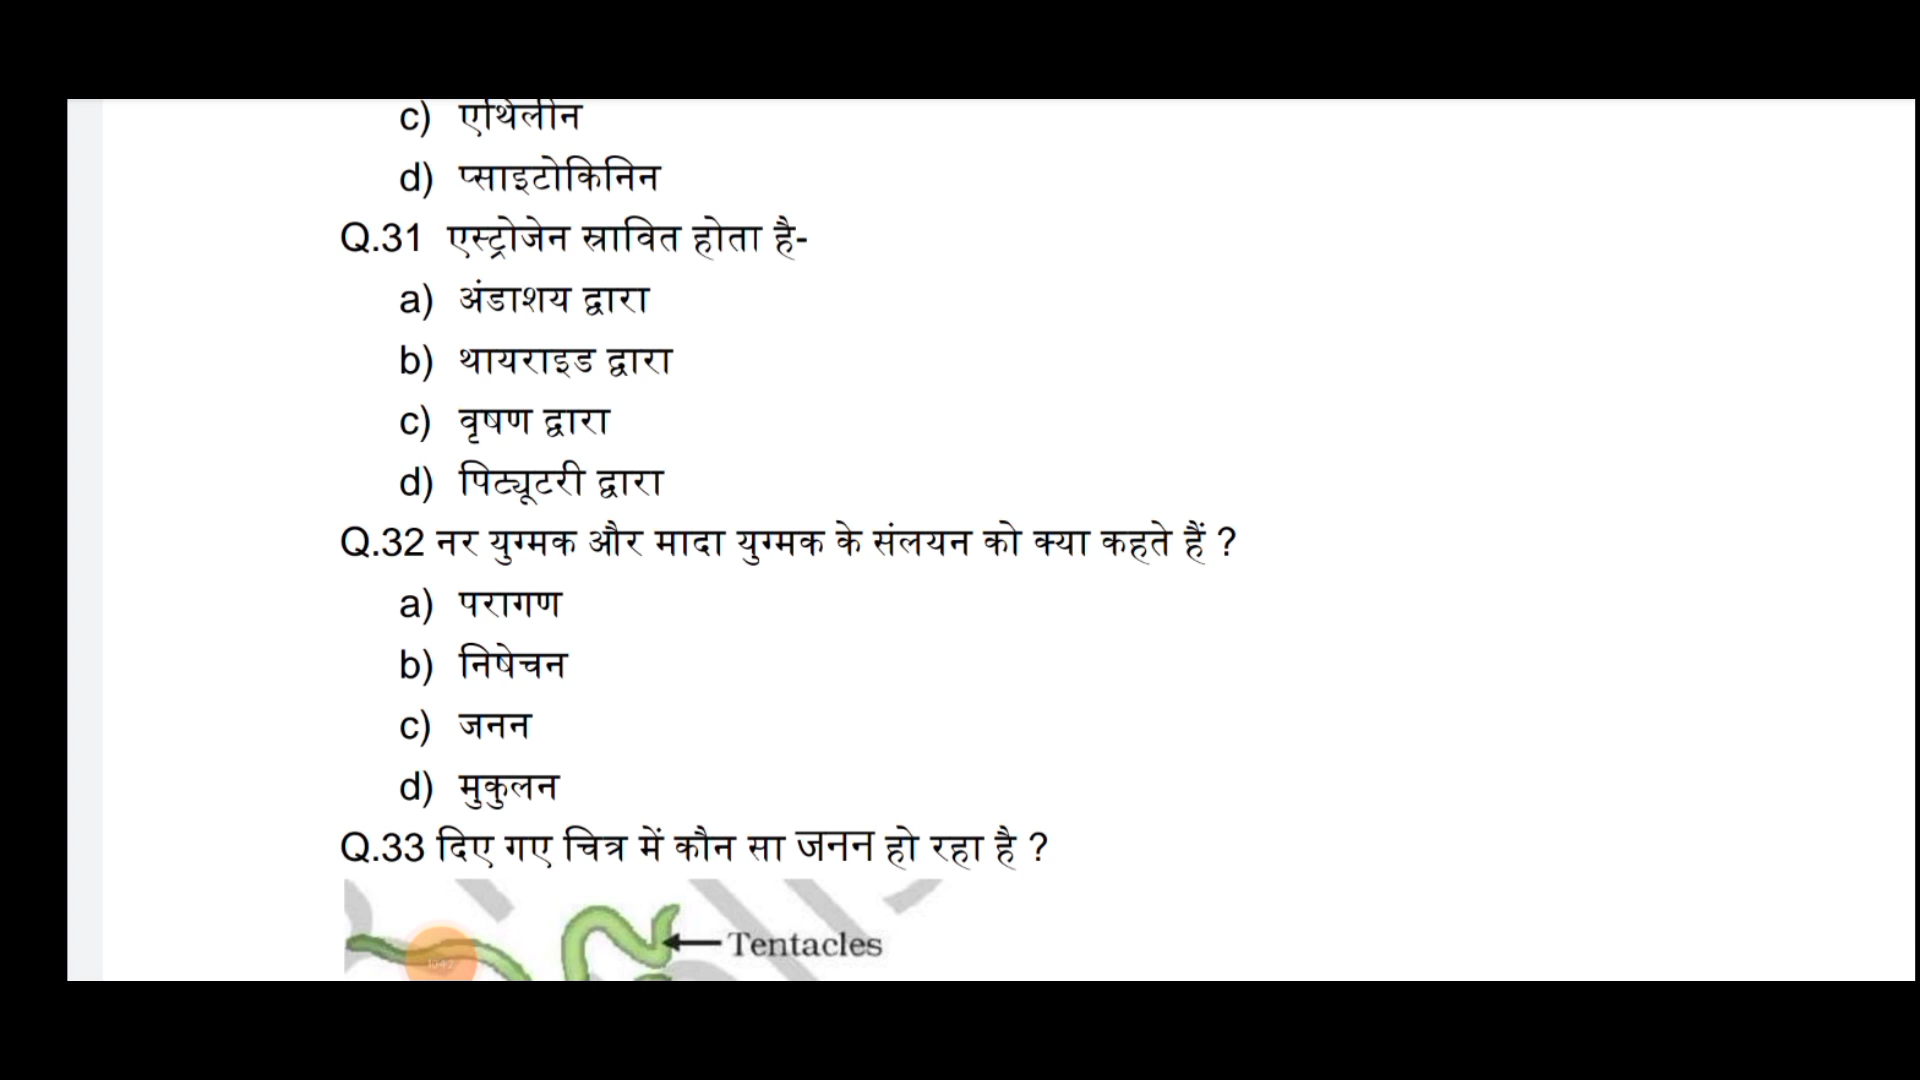 c) एथिलीन
d) प्साइटोकिनिन
Q.31 एस्ट्रोजेन स्रावित होता है-
a) अंडाशय द्वारा
b) थायराइड द्वारा
c) वृषण द्वारा
d) पिट्यूटरी द्वारा
Q.32 नर युग्मक और मादा युग्मक के संलयन को क्या कहते हैं ?
a) परागण
b) निषेचन
c) जनन
d) मुकुलन
Q.33 दिए गए चित्र में कौन सा जनन हो रहा है ?
Tentacles